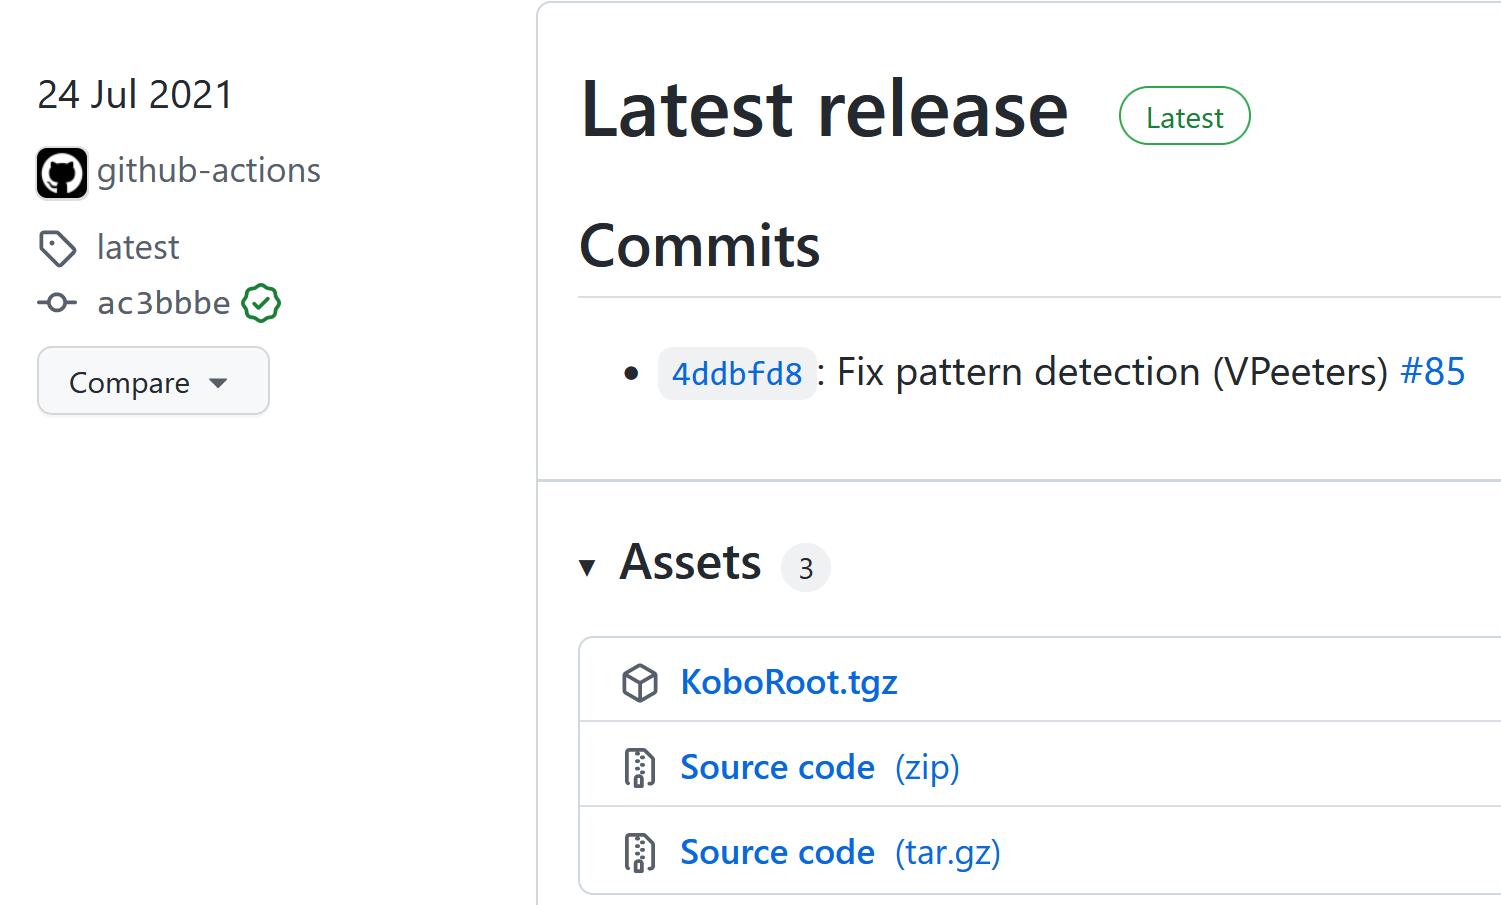 24 Jul 2021
github-actions
latest
ac3bbbe
Compare
Latest release Latest
Commits
4ddbfd8: Fix pattern detection (VPeeters) #85
Assets 3
KoboRoot.tgz
Source code (zip)
Source code (tar.gz)